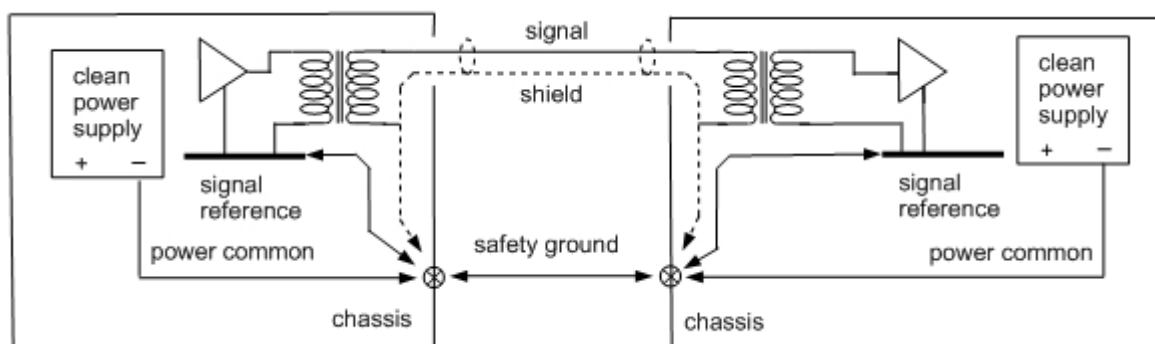 signal
clean
power
supply
+ −
shield
clean
power
supply
+ −
signal
reference
signal
reference
power common
safety ground
power common
chassis
chassis